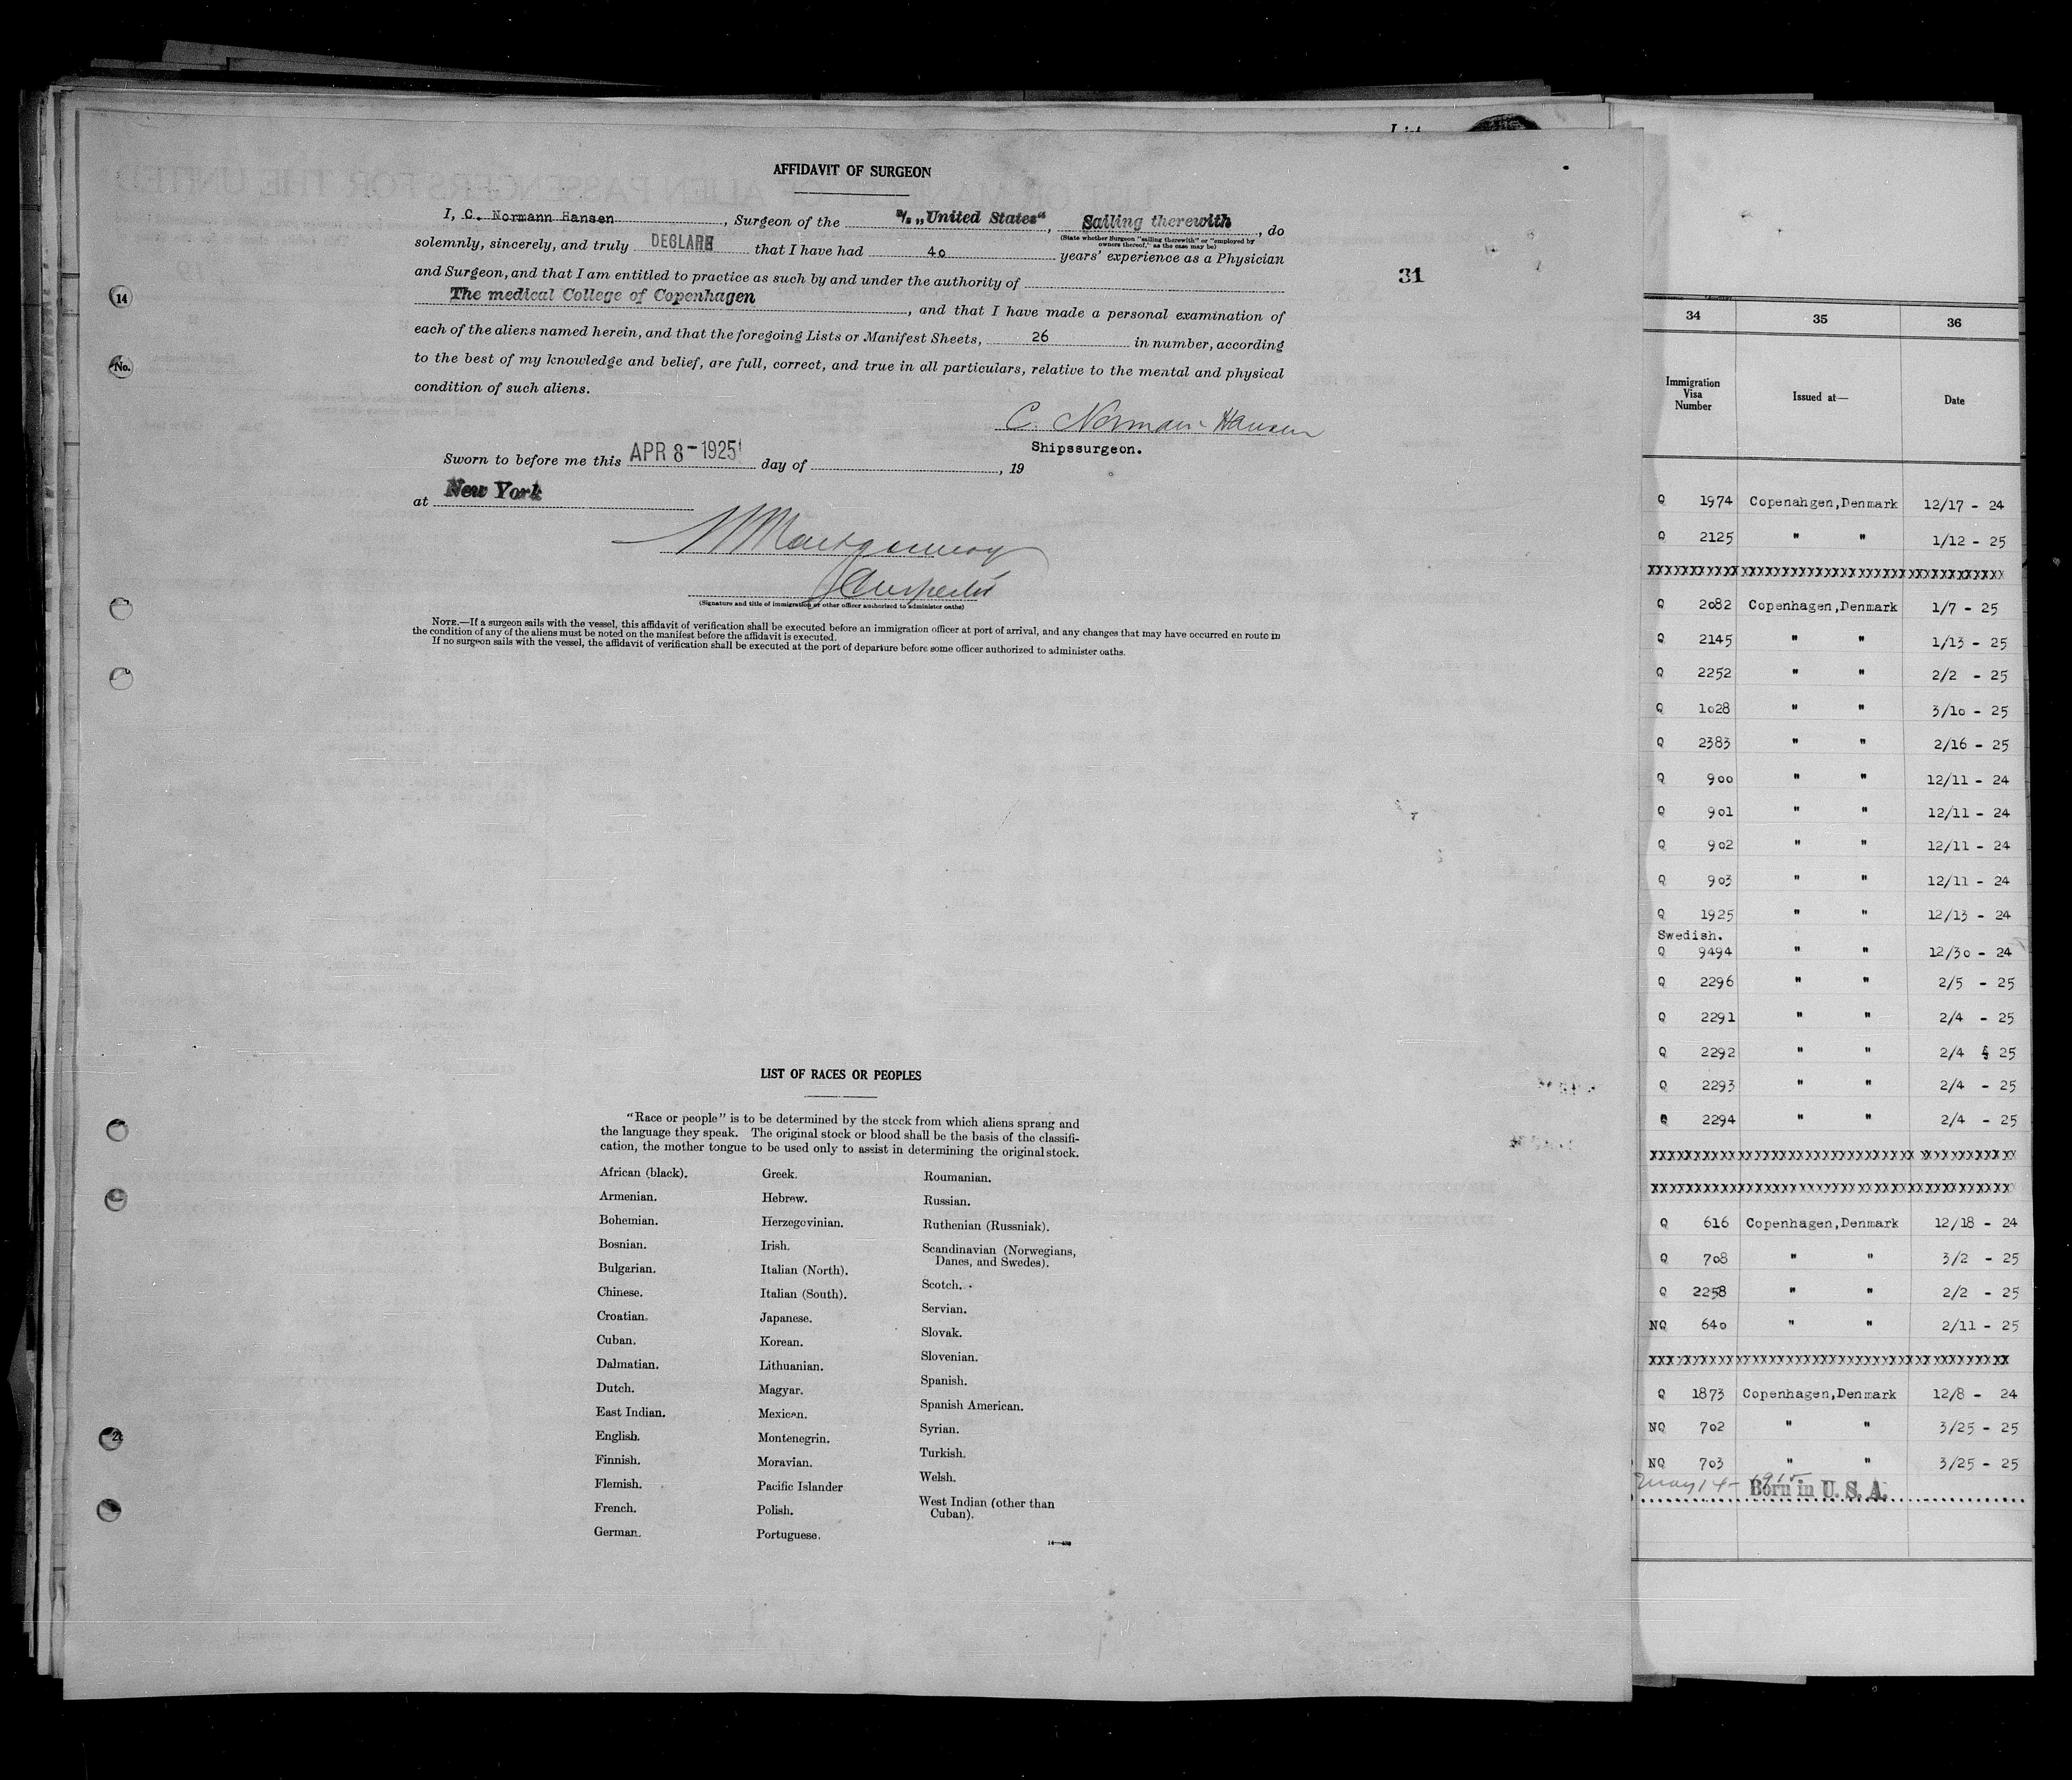 AFFIDAVIT OF SURGEON
I, C. Normann Hansen, Surgeon of the S/S „United States", Sailing therewith, do
(State whether Surgeon "sailing therewith" or "employed by
owners thereof," as the case may be)
solemnly, sincerely, and truly DECLARE that I have had 40 years' experience as a Physician
and Surgeon, and that I am entitled to practice as such by and under the authority of
The medical College of Copenhagen, and that I have made a personal examination of
each of the aliens named herein, and that the foregoing Lists or Manifest Sheets, 26 in number, according
to the best of my knowledge and belief, are full, correct, and true in all particulars, relative to the mental and physical
condition of such aliens.
C. Normann Hansen
Shipssurgeon.
Sworn to before me this APR 8-1925 day of , 19
at New York
Montgomery
Inspector
(Signature and title of immigration or other officer authorized to administer oaths)
NOTE.—If a surgeon sails with the vessel, this affidavit of verification shall be executed before an immigration officer at port of arrival, and any changes that may have occurred en route in
the condition of any of the aliens must be noted on the manifest before the affidavit is executed.
If no surgeon sails with the vessel, the affidavit of verification shall be executed at the port of departure before some officer authorized to administer oaths.
31
14
No.
LIST OF RACES OR PEOPLES
"Race or people" is to be determined by the stock from which aliens sprang and
the language they speak. The original stock or blood shall be the basis of the classifi-
cation, the mother tongue to be used only to assist in determining the original stock.
African (black).
Armenian.
Bohemian.
Bosnian.
Bulgarian.
Chinese.
Croatian.
Cuban.
Dalmatian.
Dutch.
East Indian.
English.
Finnish.
Flemish.
French.
German.
Greek.
Hebrew.
Herzegovinian.
Irish.
Italian (North).
Italian (South).
Japanese.
Korean.
Lithuanian.
Magyar.
Mexican.
Montenegrin.
Moravian.
Pacific Islander
Polish.
Portuguese.
Roumanian.
Russian.
Ruthenian (Russniak).
Scandinavian (Norwegians,
Danes, and Swedes).
Scotch.
Servian.
Slovak.
Slovenian.
Spanish.
Spanish American.
Syrian.
Turkish.
Welsh.
West Indian (other than
Cuban).
34 35 36
Immigration
Visa
Number
Issued at—
Date
Q 1974 Copenahgen,Denmark 12/17 - 24
Q 2125 " " 1/12 - 25
Q 2082 Copenhagen,Denmark 1/7 - 25
Q 2145 " " 1/13 - 25
Q 2252 " " 2/2 - 25
Q 1028 " " 3/10 - 25
Q 2383 " " 2/16 - 25
Q 900 " " 12/11 - 24
Q 901 " " 12/11 - 24
Q 902 " " 12/11 - 24
Q 903 " " 12/11 - 24
Q 1925 " " 12/13 - 24
Swedish.
Q 9494 " " 12/30 - 24
Q 2296 " " 2/5 - 25
Q 2291 " " 2/4 - 25
Q 2292 " " 2/4 25
Q 2293 " " 2/4 - 25
Q 2294 " " 2/4 - 25
Q 616 Copenhagen,Denmark 12/18 - 24
Q 708 " " 3/2 - 25
Q 2258 " " 2/2 - 25
NQ 640 " " 2/11 - 25
Q 1873 Copenhagen,Denmark 12/8 - 24
NQ 702 " " 3/25 - 25
NQ 703 " " 3/25 - 25
May 14 - 1915
Born in U. S. A.